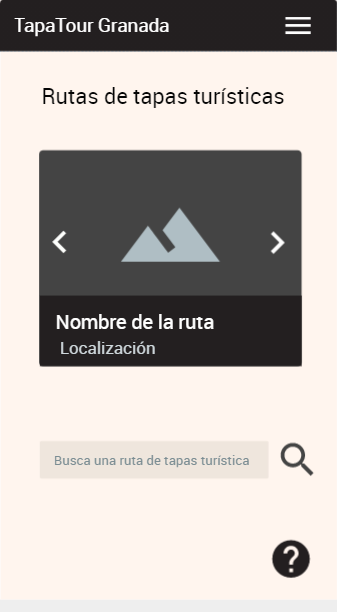 TapaTour Granada
Rutas de tapas turísticas
Nombre de la ruta
Localización
Busca una ruta de tapas turística
?